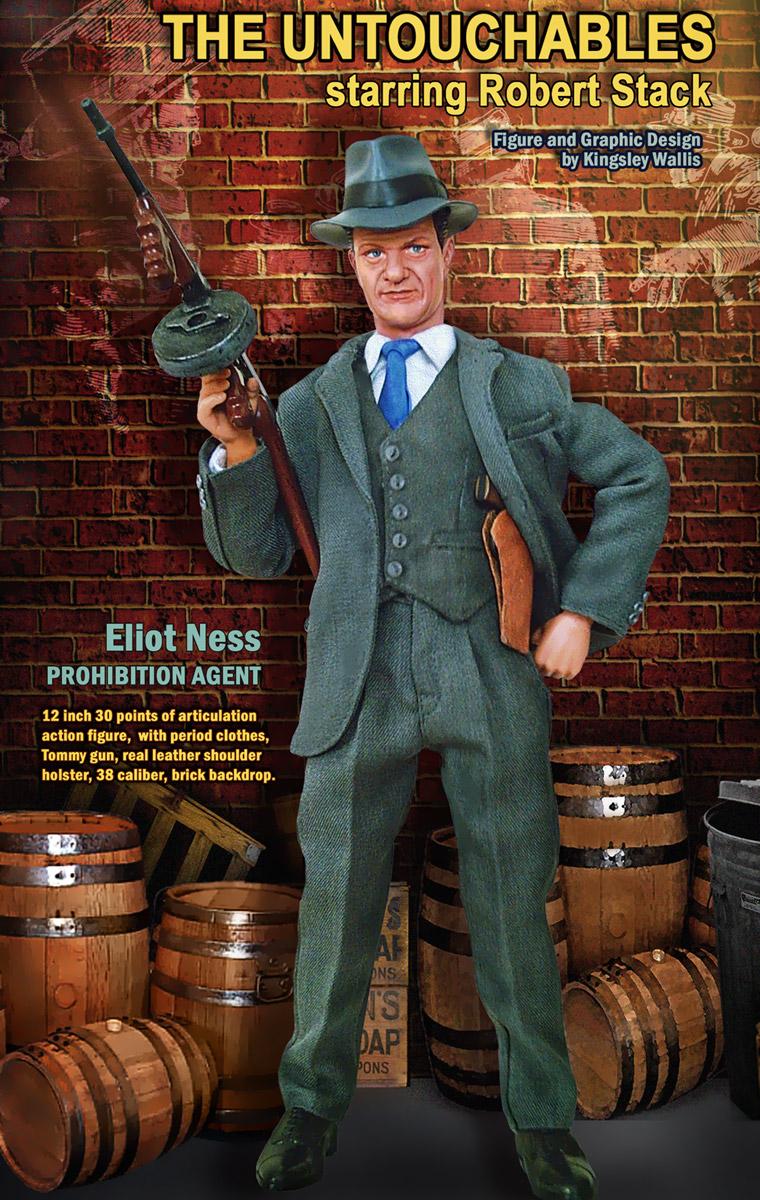 THE UNTOUCHABLES
starring Robert Stack
Figure and Graphic Design
by Kingsley Wallis
Eliot Ness
PROHIBITION AGENT
12 inch 30 points of articulation
action figure, with period clothes,
Tommy gun, real leather shoulder
holster, 38 caliber, brick backdrop.